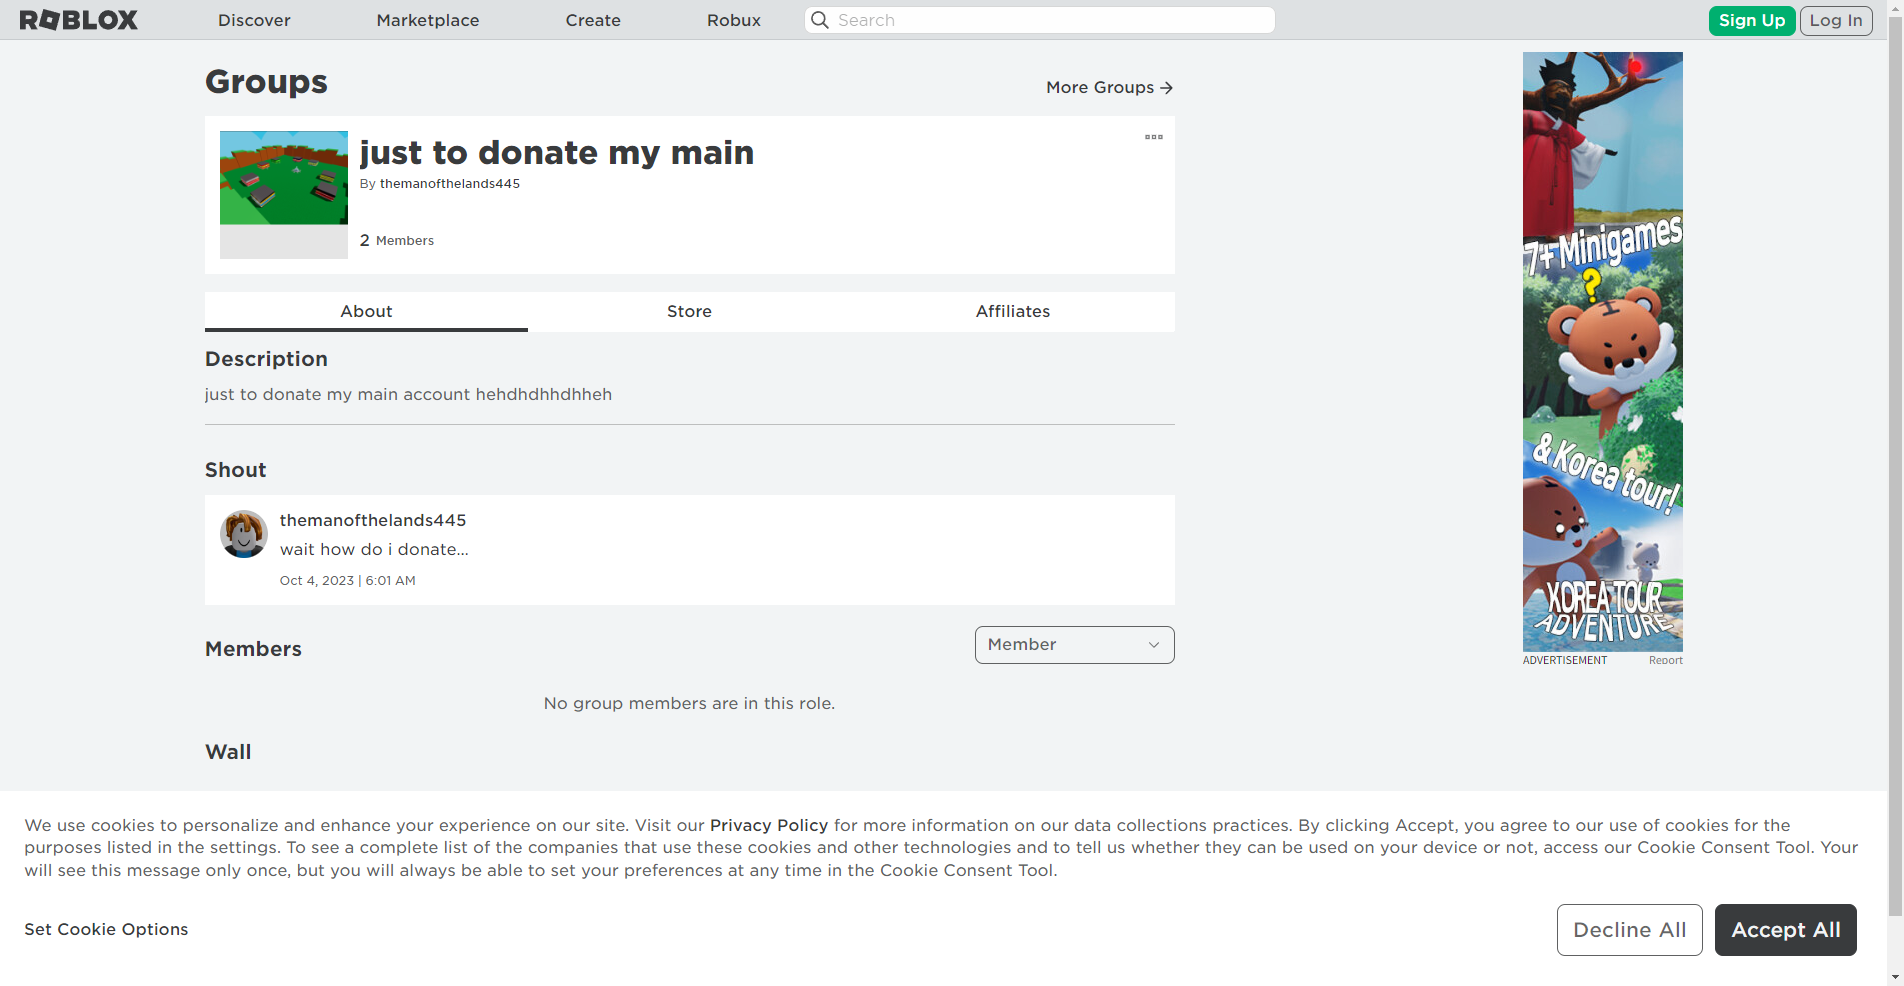 ROBLOX
Discover
Marketplace
Create
Robux
Search
Sign Up
Log In
Groups
More Groups
just to donate my main
By themanofthelands445
2 Members
About
Store
Affiliates
Description
just to donate my main account hehdhdhhdhheh
Shout
themanofthelands445
wait how do i donate...
Oct 4, 2023 | 6:01 AM
Members
Member
No group members are in this role.
Wall
7+ Minigames
?
& Korea tour!
KOREA TOUR
ADVENTURE
ADVERTISEMENT
Report
We use cookies to personalize and enhance your experience on our site. Visit our Privacy Policy for more information on our data collections practices. By clicking Accept, you agree to our use of cookies for the
purposes listed in the settings. To see a complete list of the companies that use these cookies and other technologies and to tell us whether they can be used on your device or not, access our Cookie Consent Tool. Your
will see this message only once, but you will always be able to set your preferences at any time in the Cookie Consent Tool.
Set Cookie Options
Decline All
Accept All